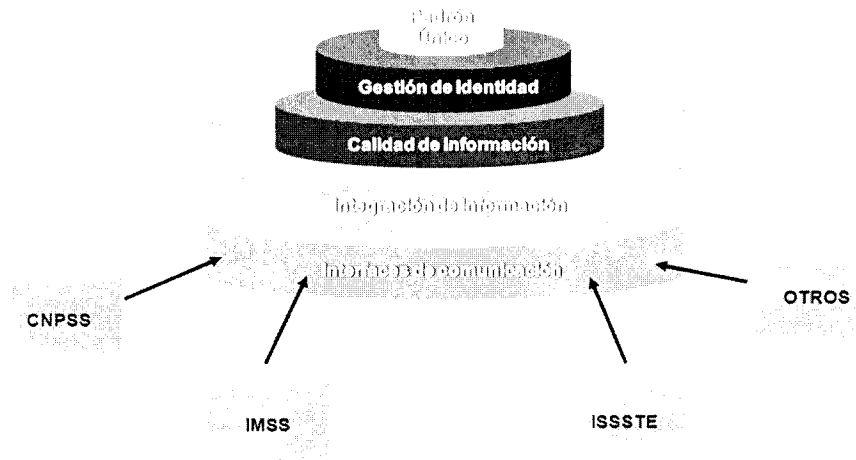 Padrón
Único
Gestión de Identidad
Calidad de Información
Integración de Información
Interfaces de comunicación
CNPSS
OTROS
IMSS
ISSSTE